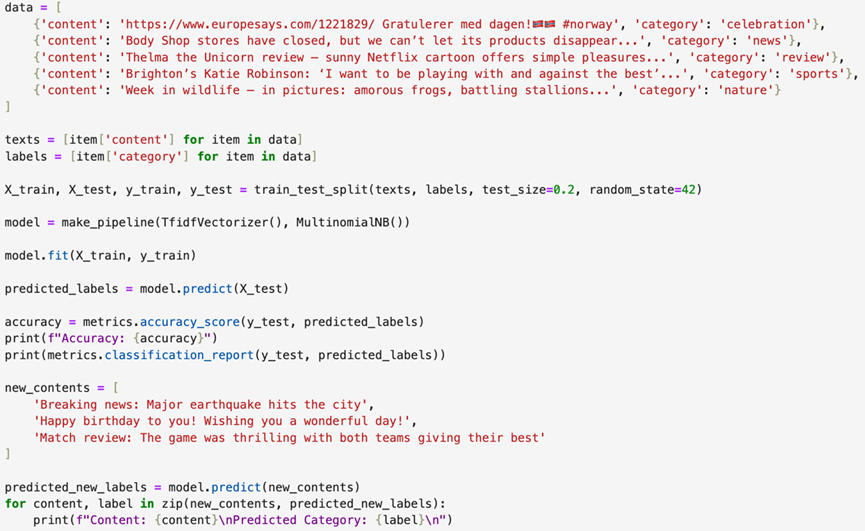 data = [
    {'content': 'https://www.europesays.com/1221829/ Gratulerer med dagen!🇳🇴🇳🇴 #norway', 'category': 'celebration'},
    {'content': 'Body Shop stores have closed, but we can’t let its products disappear...', 'category': 'news'},
    {'content': 'Thelma the Unicorn review – sunny Netflix cartoon offers simple pleasures...', 'category': 'review'},
    {'content': 'Brighton’s Katie Robinson: ‘I want to be playing with and against the best’...', 'category': 'sports'},
    {'content': 'Week in wildlife – in pictures: amorous frogs, battling stallions...', 'category': 'nature'}
]
texts = [item['content'] for item in data]
labels = [item['category'] for item in data]
X_train, X_test, y_train, y_test = train_test_split(texts, labels, test_size=0.2, random_state=42)
model = make_pipeline(TfidfVectorizer(), MultinomialNB())
model.fit(X_train, y_train)
predicted_labels = model.predict(X_test)
accuracy = metrics.accuracy_score(y_test, predicted_labels)
print(f"Accuracy: {accuracy}")
print(metrics.classification_report(y_test, predicted_labels))
new_contents = [
    'Breaking news: Major earthquake hits the city',
    'Happy birthday to you! Wishing you a wonderful day!',
    'Match review: The game was thrilling with both teams giving their best'
]
predicted_new_labels = model.predict(new_contents)
for content, label in zip(new_contents, predicted_new_labels):
    print(f"Content: {content}\nPredicted Category: {label}\n")